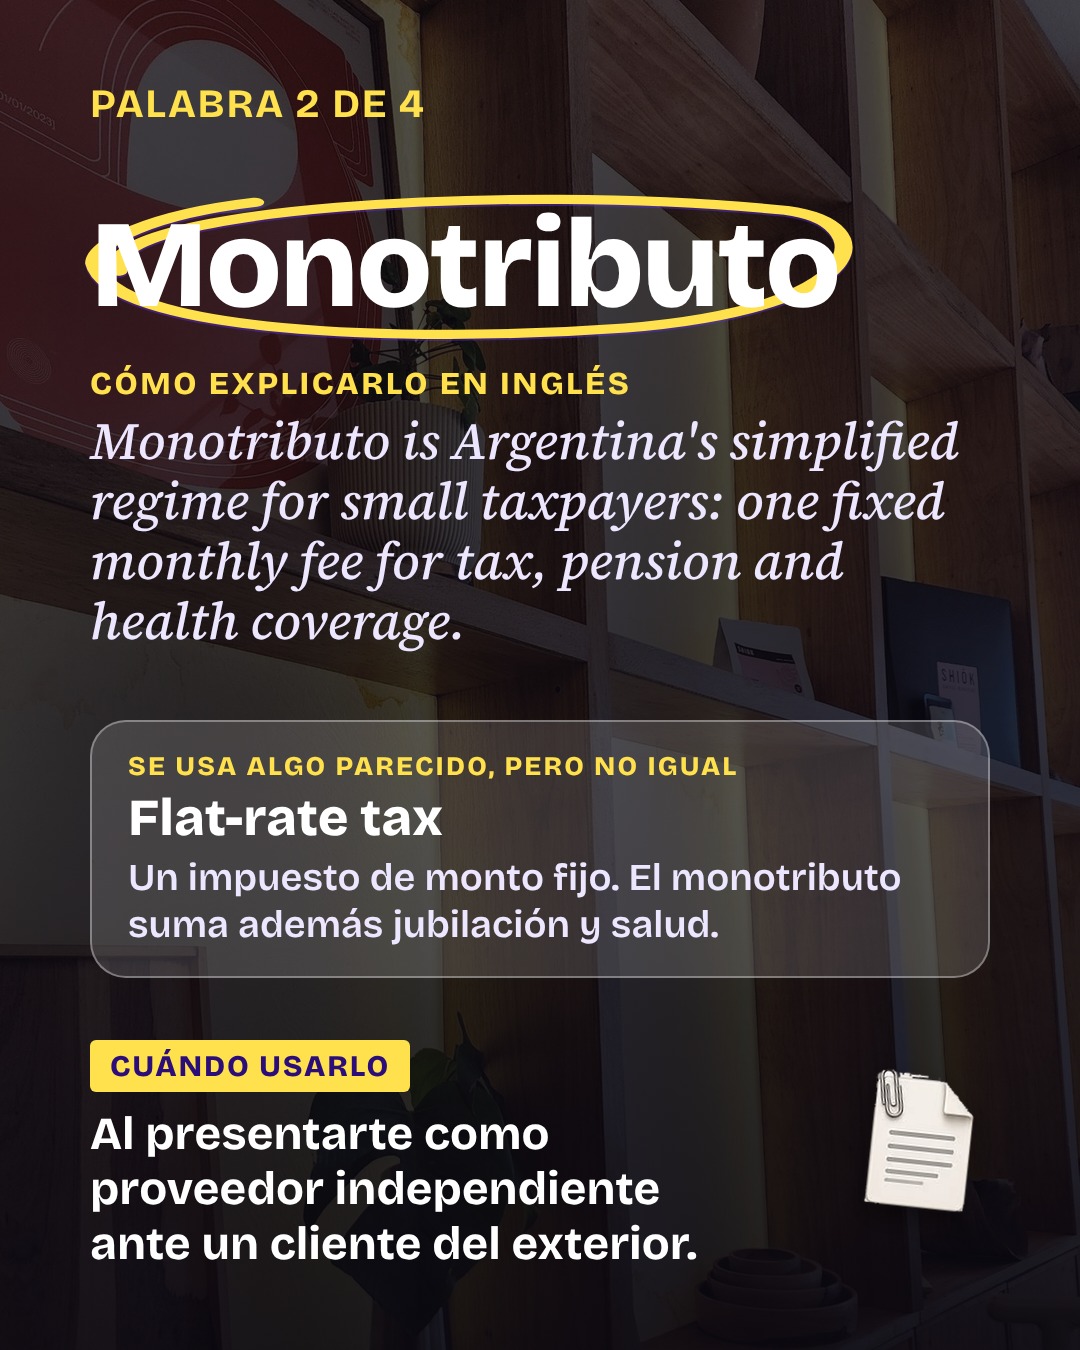 PALABRA 2 DE 4
Monotributo
CÓMO EXPLICARLO EN INGLÉS
Monotributo is Argentina's simplified
regime for small taxpayers: one fixed
monthly fee for tax, pension and
health coverage.
SE USA ALGO PARECIDO, PERO NO IGUAL
Flat-rate tax
Un impuesto de monto fijo. El monotributo
suma además jubilación y salud.
CUÁNDO USARLO
Al presentarte como
proveedor independiente
ante un cliente del exterior.
SHIOK